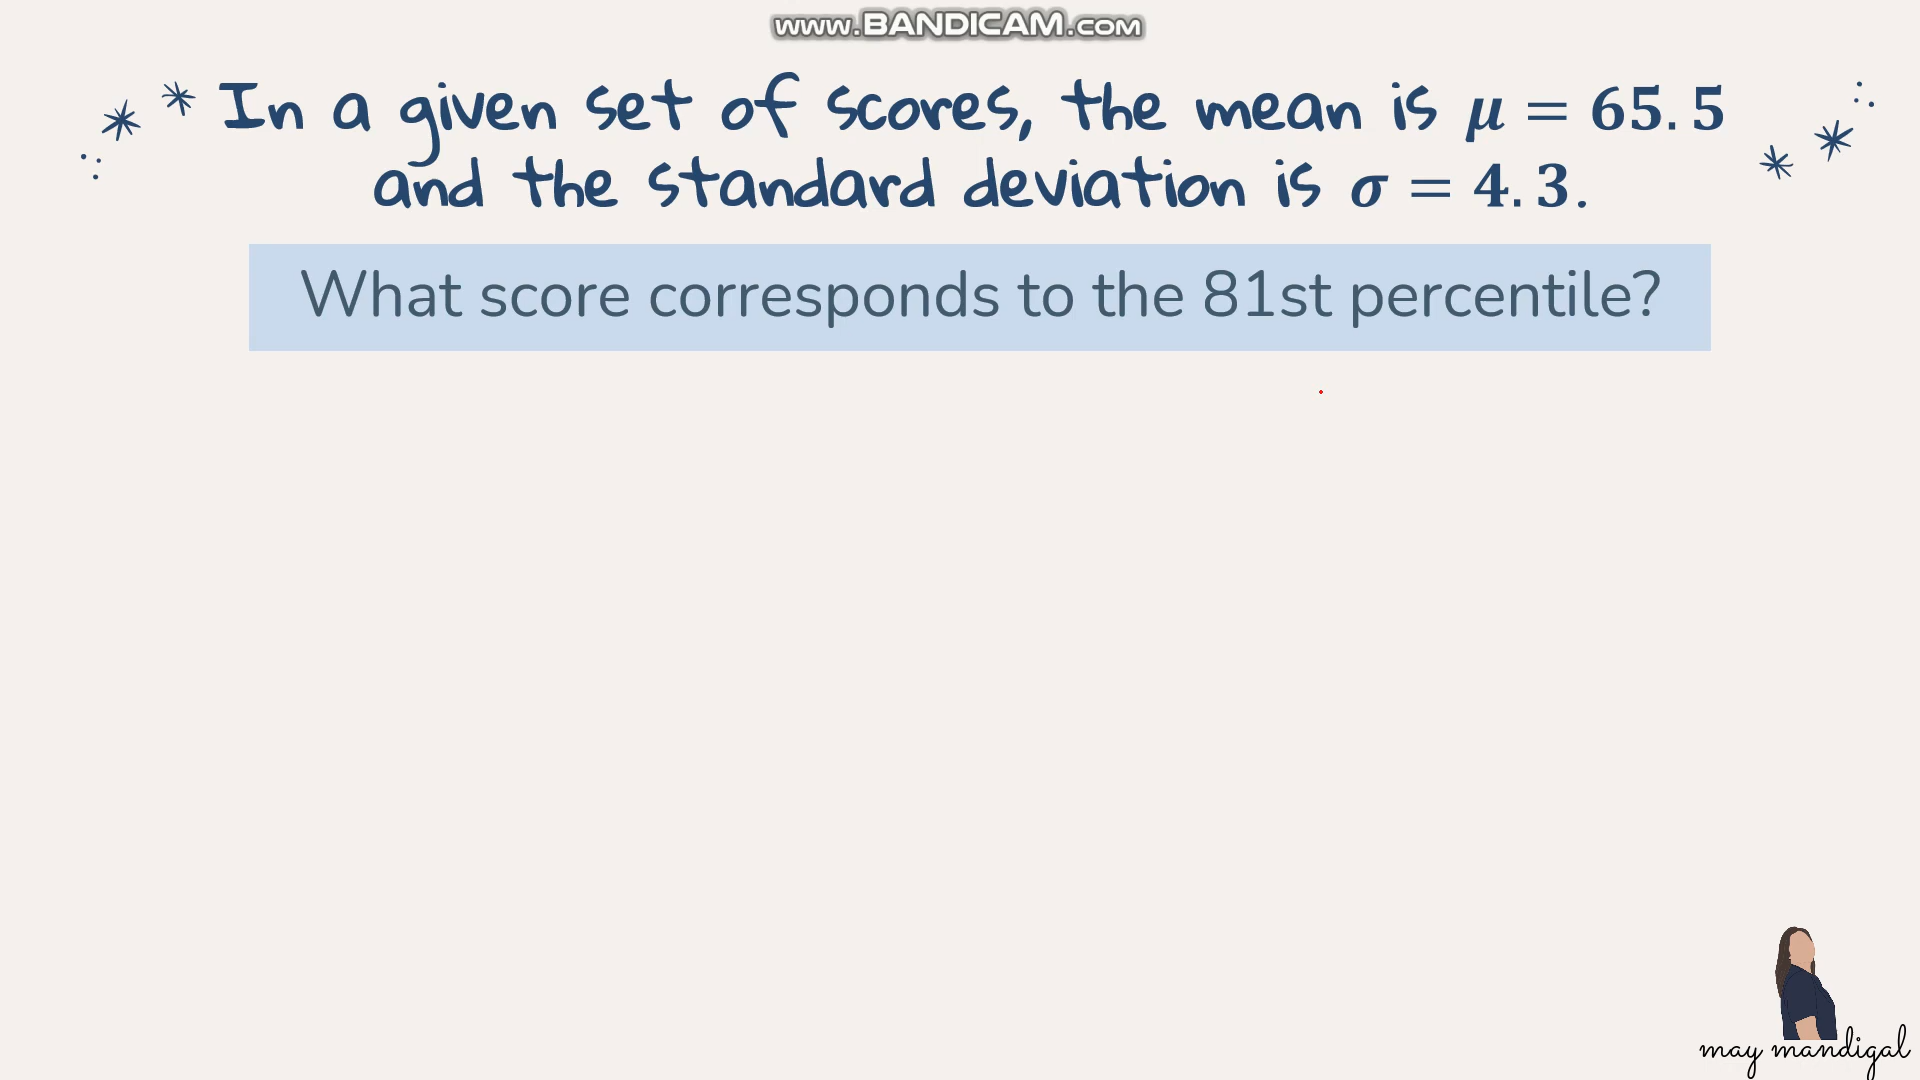 www.BANDICAM.com
In a given set of scores, the mean is μ = 65.5
and the standard deviation is σ = 4.3.
What score corresponds to the 81st percentile?
may mandigal